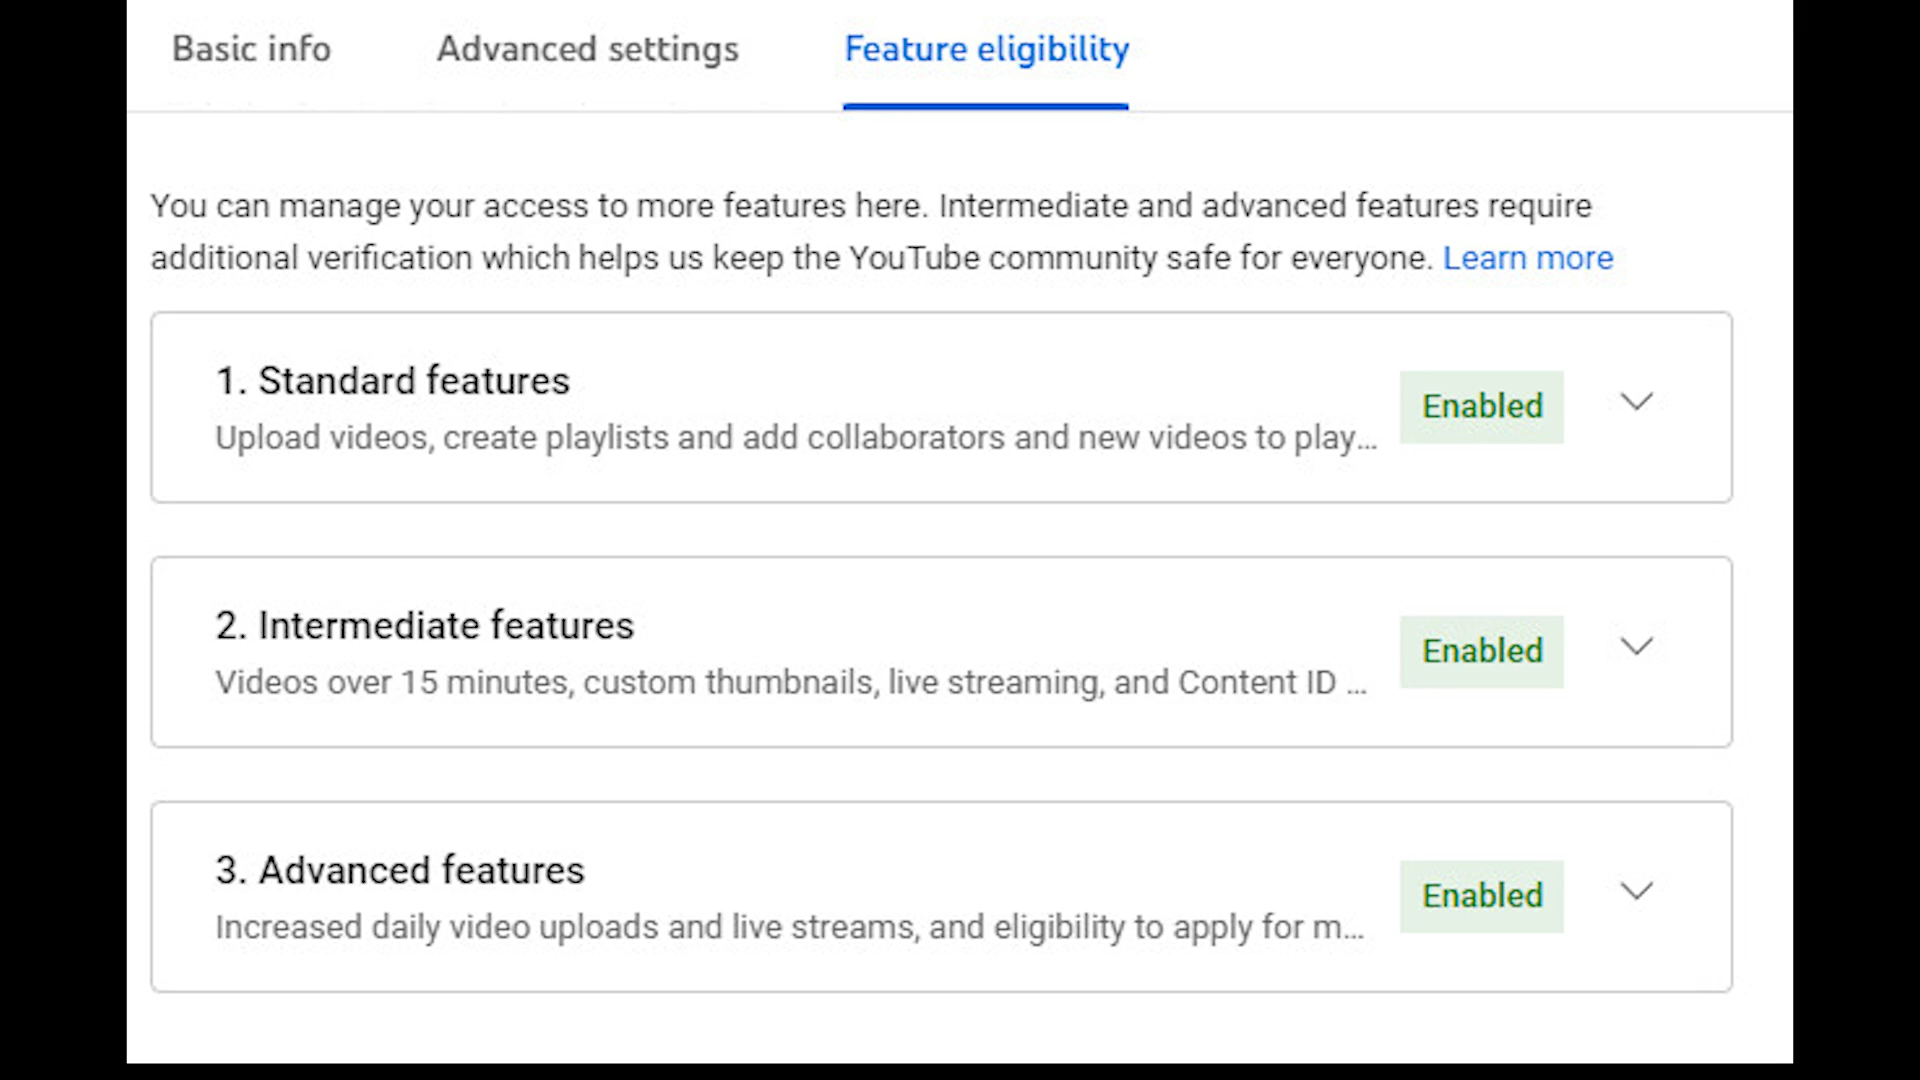 Basic info
Advanced settings
Feature eligibility
You can manage your access to more features here. Intermediate and advanced features require
additional verification which helps us keep the YouTube community safe for everyone. Learn more
1. Standard features
Upload videos, create playlists and add collaborators and new videos to play...
Enabled
2. Intermediate features
Videos over 15 minutes, custom thumbnails, live streaming, and Content ID ...
Enabled
3. Advanced features
Increased daily video uploads and live streams, and eligibility to apply for m...
Enabled